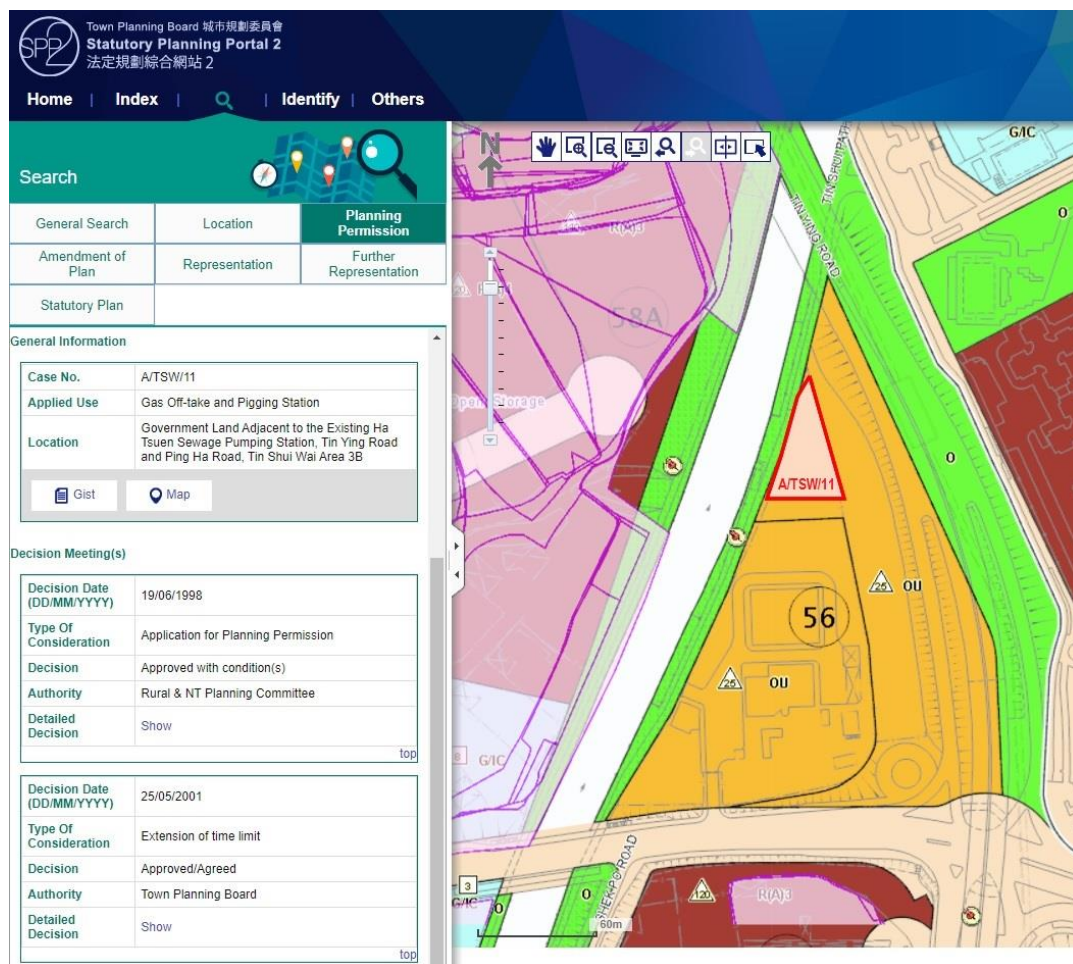 Town Planning Board 城市規劃委員會
SPP2
Statutory Planning Portal 2
法定規劃綜合網站 2
Home | Index | | Identify | Others
Search
General Search
Location
Planning
Permission
Amendment of
Plan
Representation
Further
Representation
Statutory Plan
General Information
Case No.
A/TSW/11
Applied Use
Gas Off-take and Pigging Station
Location
Government Land Adjacent to the Existing Ha
Tsuen Sewage Pumping Station, Tin Ying Road
and Ping Ha Road, Tin Shui Wai Area 3B
Gist
Map
Decision Meeting(s)
Decision Date
(DD/MM/YYYY)
19/06/1998
Type Of
Consideration
Application for Planning Permission
Decision
Approved with condition(s)
Authority
Rural & NT Planning Committee
Detailed
Decision
Show
top
Decision Date
(DD/MM/YYYY)
25/05/2001
Type Of
Consideration
Extension of time limit
Decision
Approved/Agreed
Authority
Town Planning Board
Detailed
Decision
Show
top
N
G/IC
TIN SHUI PATH
TIN YING ROAD
O
R(A)3
58A
Open Storage
O
A/TSW/11
25
OU
56
25
OU
8
G/IC
SHEK PO ROAD
3
G/IC
O
O
120
R(A)3
60m